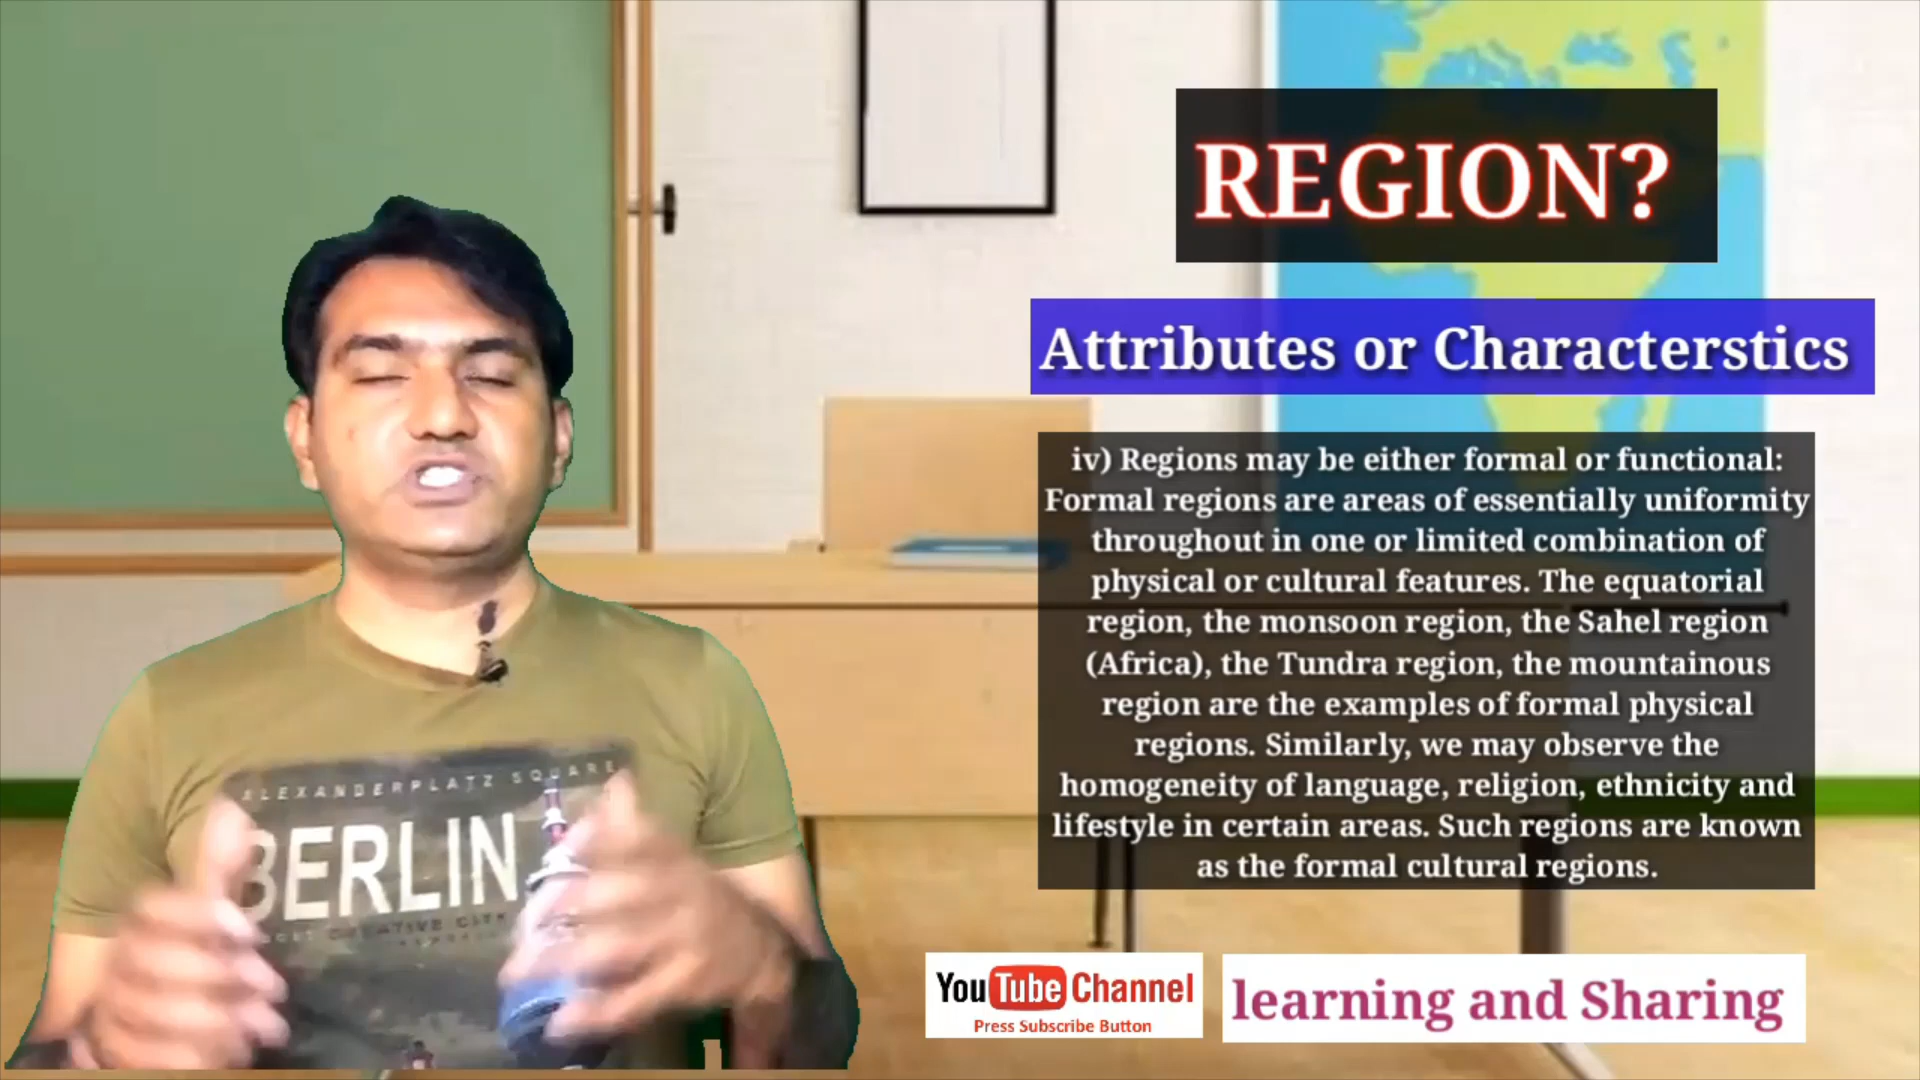 REGION?
Attributes or Characterstics
iv) Regions may be either formal or functional:
Formal regions are areas of essentially uniformity
throughout in one or limited combination of
physical or cultural features. The equatorial
region, the monsoon region, the Sahel region
(Africa), the Tundra region, the mountainous
region are the examples of formal physical
regions. Similarly, we may observe the
homogeneity of language, religion, ethnicity and
lifestyle in certain areas. Such regions are known
as the formal cultural regions.
ALEXANDERPLATZ SQUARE
BERLIN
YouTube Channel
Press Subscribe Button
learning and Sharing